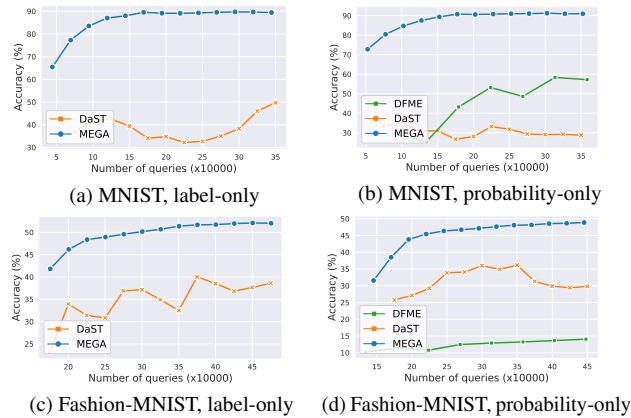 Accuracy (%)
90
80
70
60
50
40
30
DaST
MEGA
5 10 15 20 25 30 35
Number of queries (x10000)
(a) MNIST, label-only
Accuracy (%)
90
80
70
60
50
40
30
DFME
DaST
MEGA
5 10 15 20 25 30 35
Number of queries (x10000)
(b) MNIST, probability-only
Accuracy (%)
50
45
40
35
30
25
DaST
MEGA
20 25 30 35 40 45
Number of queries (x10000)
(c) Fashion-MNIST, label-only
Accuracy (%)
50
45
40
35
30
25
20
15
10
DFME
DaST
MEGA
15 20 25 30 35 40 45
Number of queries (x10000)
(d) Fashion-MNIST, probability-only